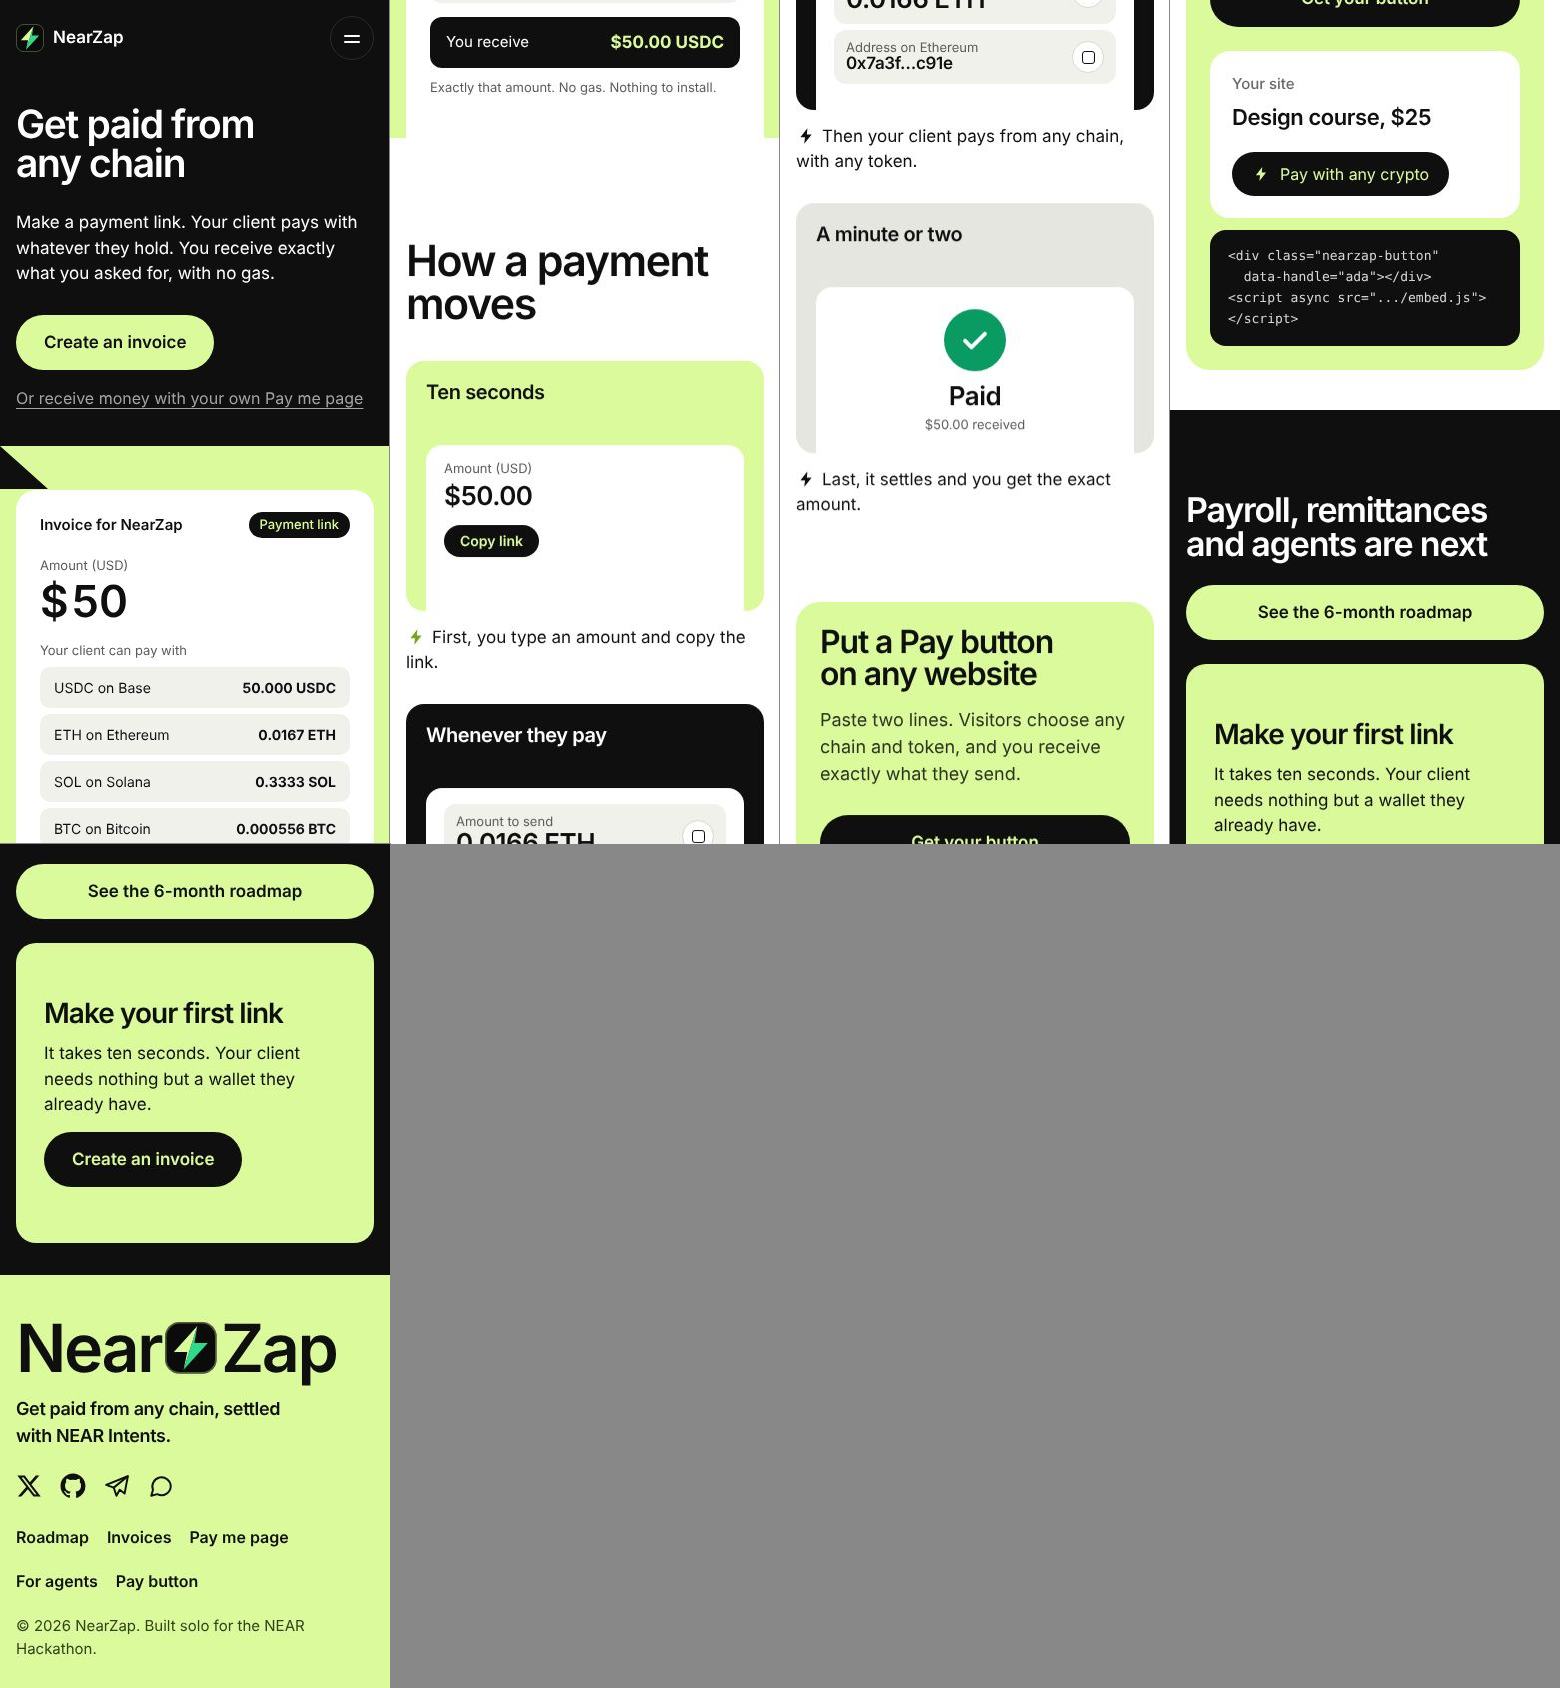 NearZap
Get paid from
any chain
Make a payment link. Your client pays with
whatever they hold. You receive exactly
what you asked for, with no gas.
Create an invoice
Or receive money with your own Pay me page
Invoice for NearZap
Payment link
Amount (USD)
$50
Your client can pay with
USDC on Base 50.000 USDC
ETH on Ethereum 0.0167 ETH
SOL on Solana 0.3333 SOL
BTC on Bitcoin 0.000556 BTC
You receive $50.00 USDC
Exactly that amount. No gas. Nothing to install.
How a payment
moves
Ten seconds
Amount (USD)
$50.00
Copy link
First, you type an amount and copy the
link.
Whenever they pay
Amount to send
0.0166 ETH
0.0166 ETH
Address on Ethereum
0x7a3f...c91e
Then your client pays from any chain,
with any token.
A minute or two
Paid
$50.00 received
Last, it settles and you get the exact
amount.
Put a Pay button
on any website
Paste two lines. Visitors choose any
chain and token, and you receive
exactly what they send.
Get your button
Get your button
Your site
Design course, $25
Pay with any crypto
<div class="nearzap-button"
data-handle="ada"></div>
<script async src=".../embed.js">
</script>
Payroll, remittances
and agents are next
See the 6-month roadmap
Make your first link
It takes ten seconds. Your client
needs nothing but a wallet they
already have.
See the 6-month roadmap
Make your first link
It takes ten seconds. Your client
needs nothing but a wallet they
already have.
Create an invoice
NearZap
Get paid from any chain, settled
with NEAR Intents.
Roadmap Invoices Pay me page
For agents Pay button
© 2026 NearZap. Built solo for the NEAR
Hackathon.